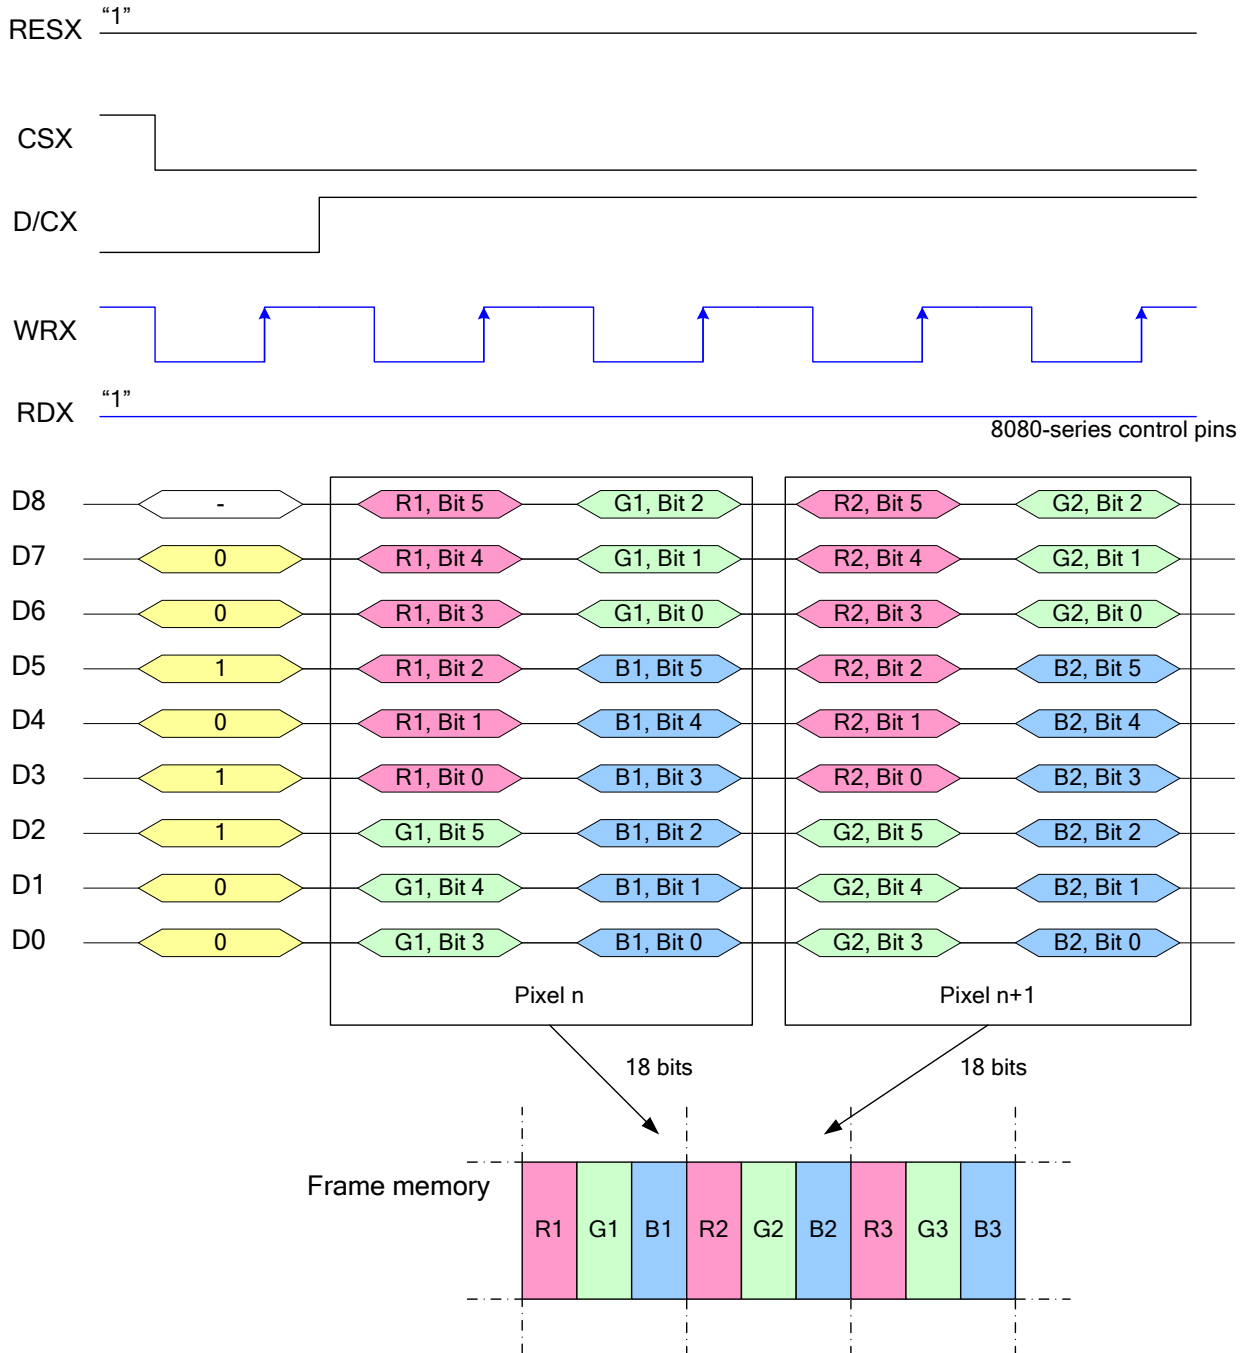 RESX “1”
CSX
D/CX
WRX
RDX “1”
8080-series control pins
D8 - R1, Bit 5 G1, Bit 2 R2, Bit 5 G2, Bit 2
D7 0 R1, Bit 4 G1, Bit 1 R2, Bit 4 G2, Bit 1
D6 0 R1, Bit 3 G1, Bit 0 R2, Bit 3 G2, Bit 0
D5 1 R1, Bit 2 B1, Bit 5 R2, Bit 2 B2, Bit 5
D4 0 R1, Bit 1 B1, Bit 4 R2, Bit 1 B2, Bit 4
D3 1 R1, Bit 0 B1, Bit 3 R2, Bit 0 B2, Bit 3
D2 1 G1, Bit 5 B1, Bit 2 G2, Bit 5 B2, Bit 2
D1 0 G1, Bit 4 B1, Bit 1 G2, Bit 4 B2, Bit 1
D0 0 G1, Bit 3 B1, Bit 0 G2, Bit 3 B2, Bit 0
Pixel n Pixel n+1
18 bits 18 bits
Frame memory
R1 G1 B1 R2 G2 B2 R3 G3 B3